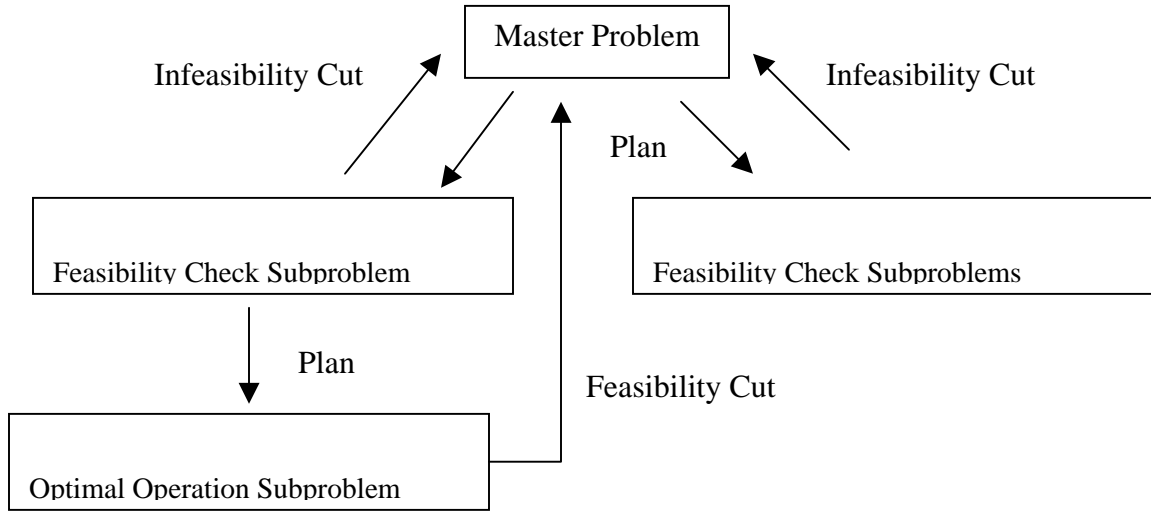 Master Problem
Infeasibility Cut
Infeasibility Cut
Plan
Feasibility Check Subproblem
Feasibility Check Subproblems
Plan
Feasibility Cut
Optimal Operation Subproblem